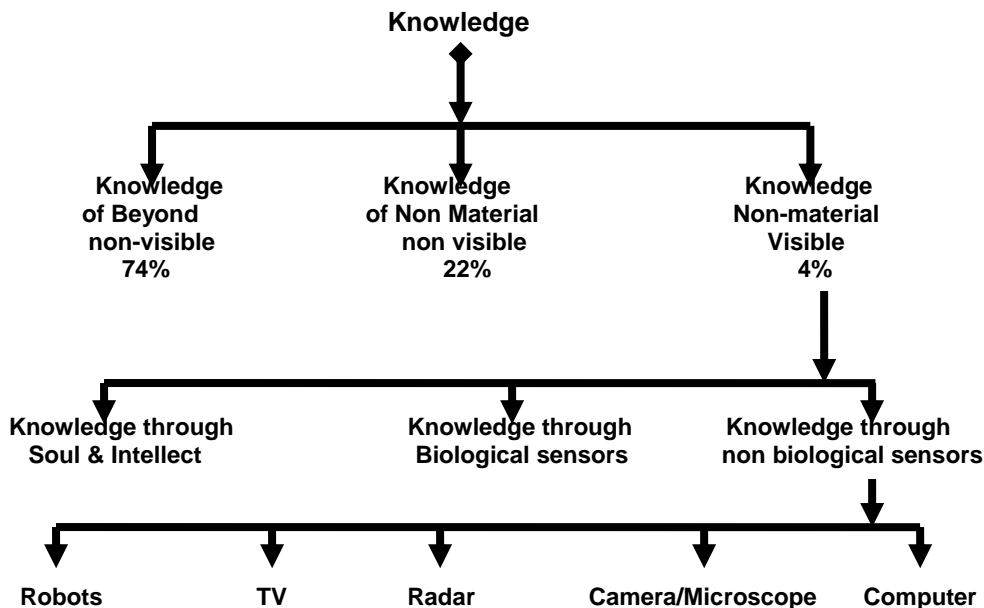 Knowledge
Knowledge
of Beyond
non-visible
74%
Knowledge
of Non Material
non visible
22%
Knowledge
Non-material
Visible
4%
Knowledge through
Soul & Intellect
Knowledge through
Biological sensors
Knowledge through
non biological sensors
Robots
TV
Radar
Camera/Microscope
Computer